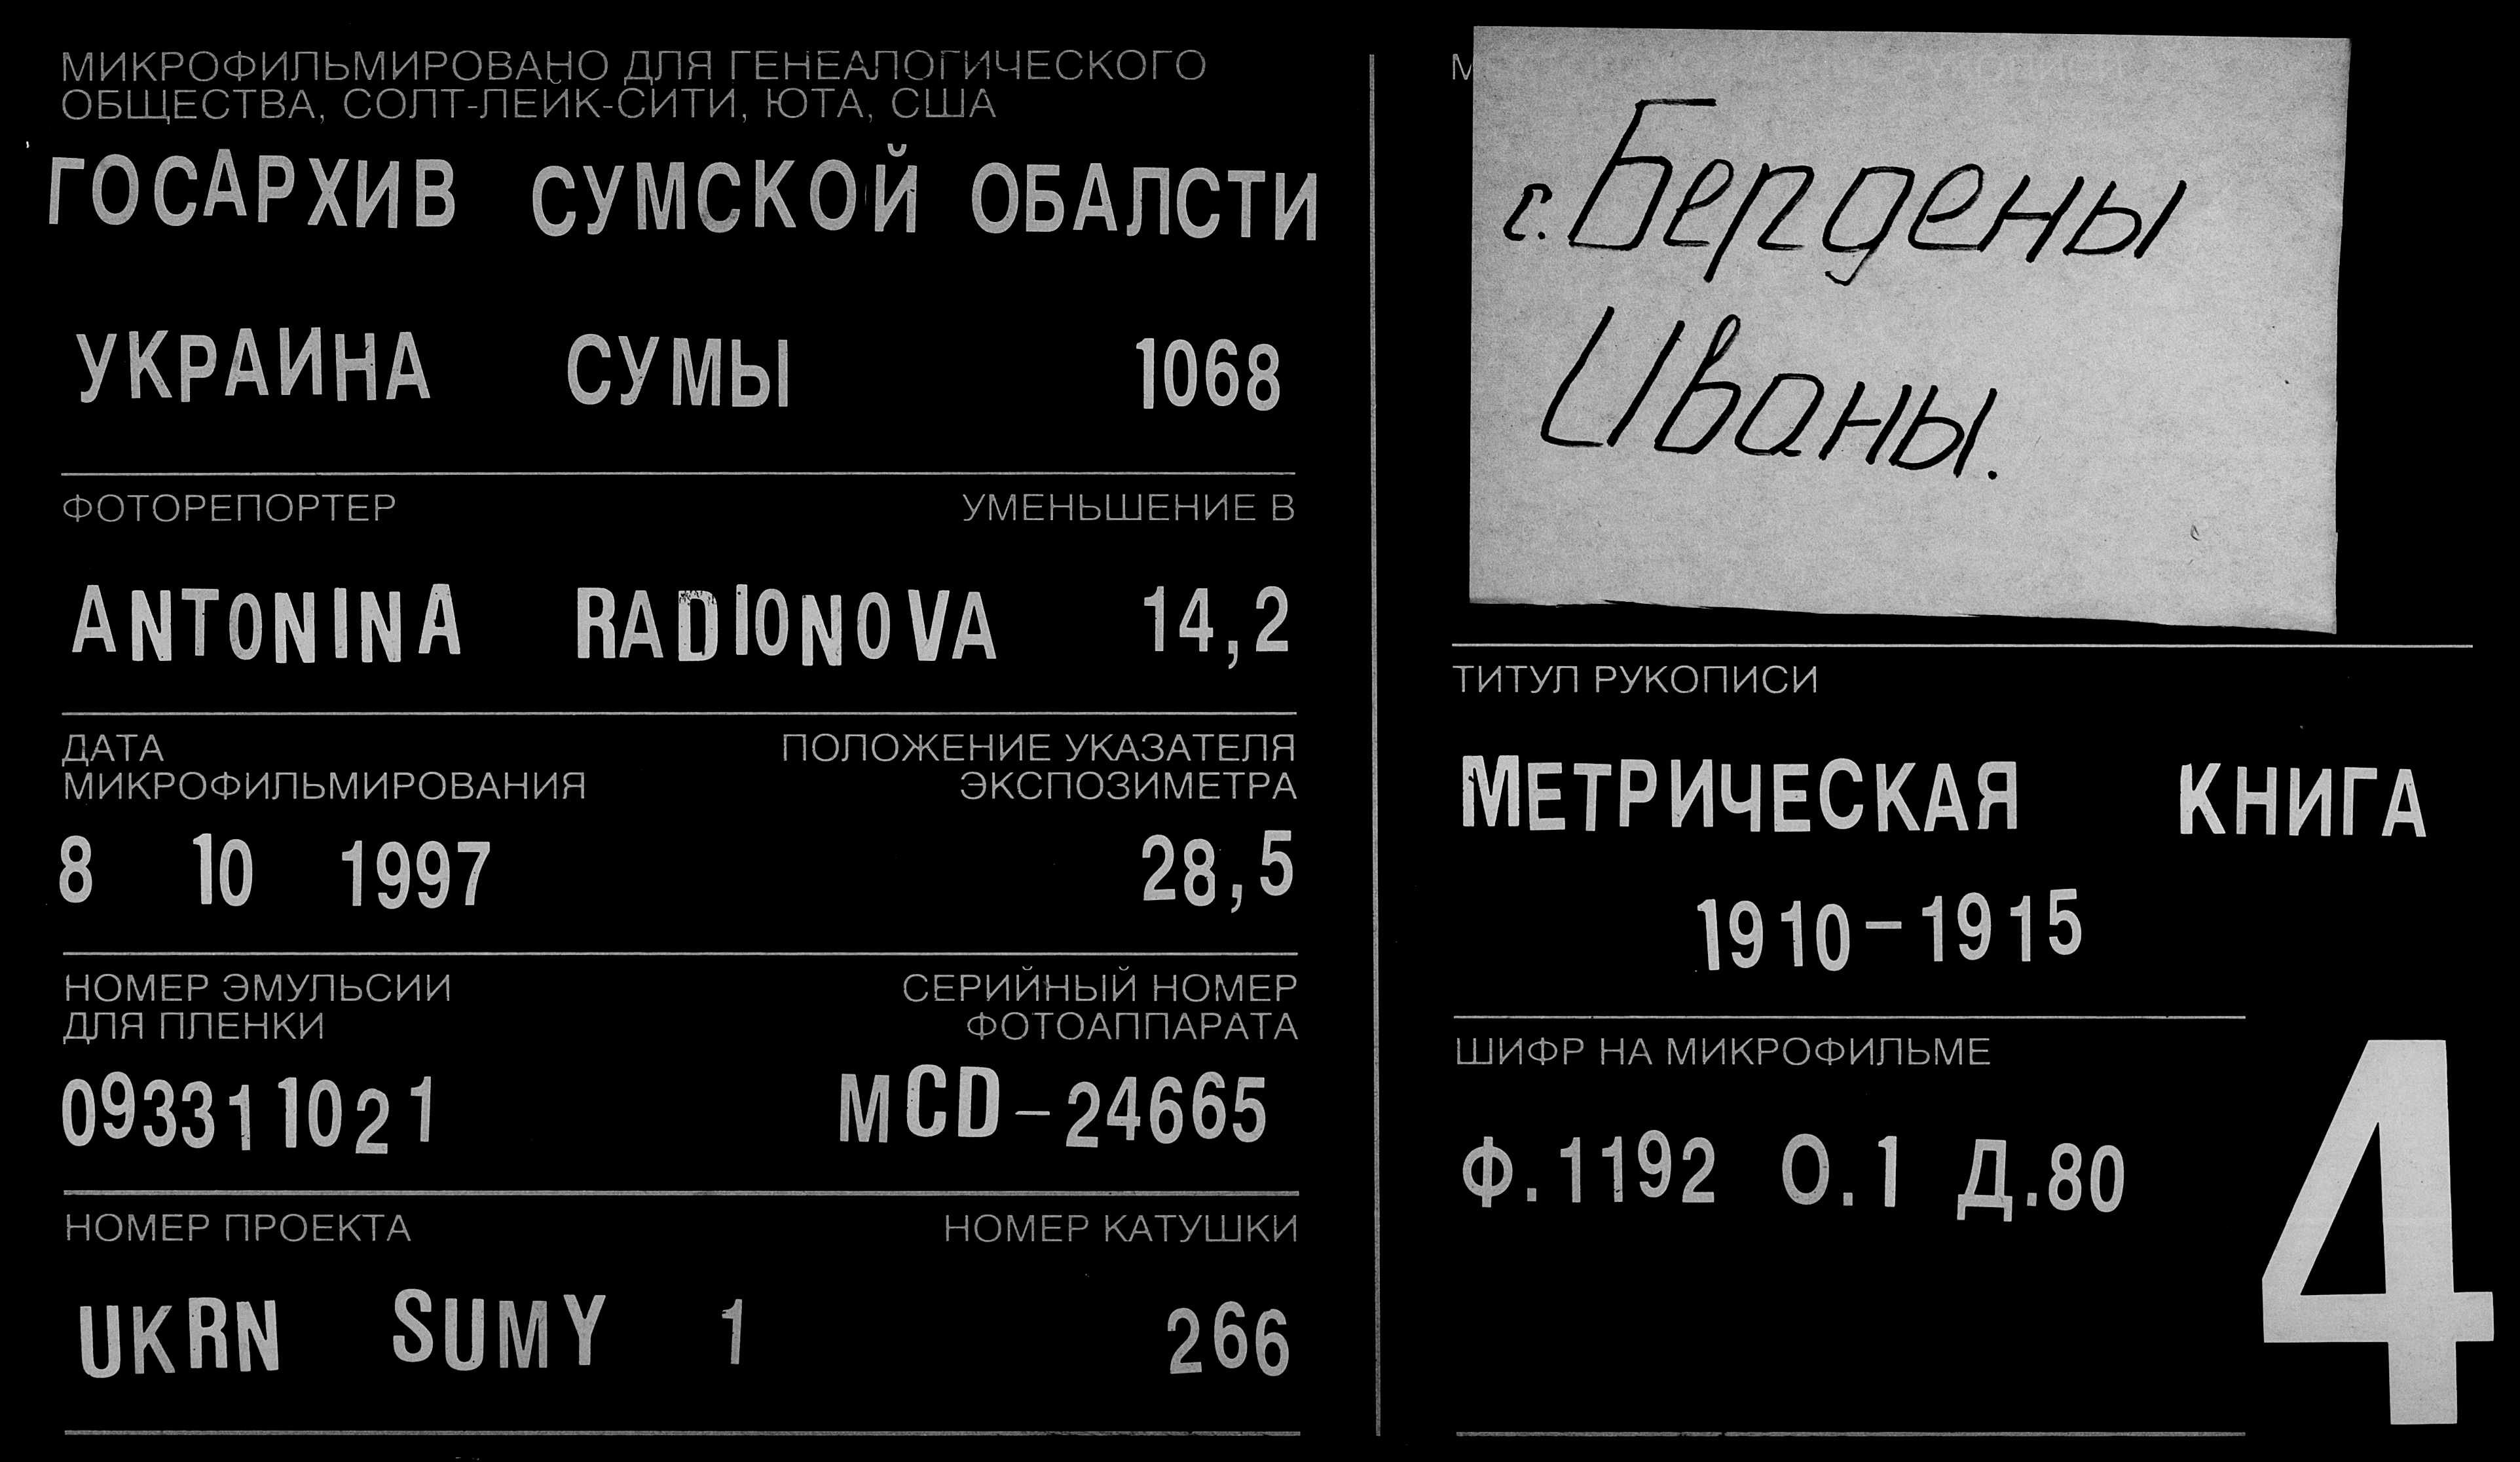 МИКРОФИЛЬМИРОВАНО ДЛЯ ГЕНЕАЛОГИЧЕСКОГО
ОБЩЕСТВА, СОЛТ-ЛЕЙК-СИТИ, ЮТА, США
ГОСАРХИВ СУМСКОЙ ОБАЛСТИ
УКРАИНА СУМЫ 1068
ФОТОРЕПОРТЕР УМЕНЬШЕНИЕ В
ANTONINA RADIONOVA 14,2
ДАТА ПОЛОЖЕНИЕ УКАЗАТЕЛЯ
МИКРОФИЛЬМИРОВАНИЯ ЭКСПОЗИМЕТРА
8 10 1997 28,5
НОМЕР ЭМУЛЬСИИ СЕРИЙНЫЙ НОМЕР
ДЛЯ ПЛЕНКИ ФОТОАППАРАТА
09331 1021 MCD-24665
НОМЕР ПРОЕКТА НОМЕР КАТУШКИ
UKRN SUMY 1 266
с. Бердены
Иваны.
ТИТУЛ РУКОПИСИ
МЕТРИЧЕСКАЯ КНИГА
1910-1915
ШИФР НА МИКРОФИЛЬМЕ
Ф.1192 О.1 Д.80
4